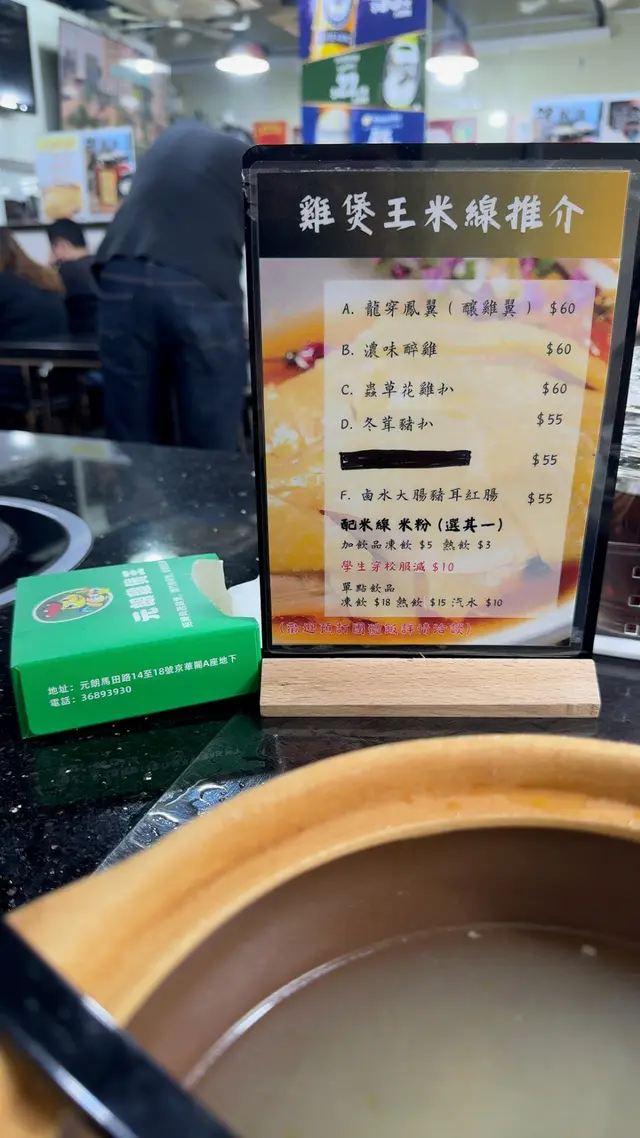 雞煲王米線推介
A. 龍穿鳳翼 ( 釀雞翼 ) $60
B. 濃味醉雞 $60
C. 蟲草花雞扒 $60
D. 冬茸豬扒 $55
$55
F. 鹵水大腸豬耳紅腸 $55
配米線 米粉 (選其一)
加飲品凍飲 $5 熱飲 $3
學生穿校服減 $10
單點飲品
凍飲 $18 熱飲 $15 汽水 $10
地址：元朗馬田路14至18號京華閣A座地下
電話：36893930